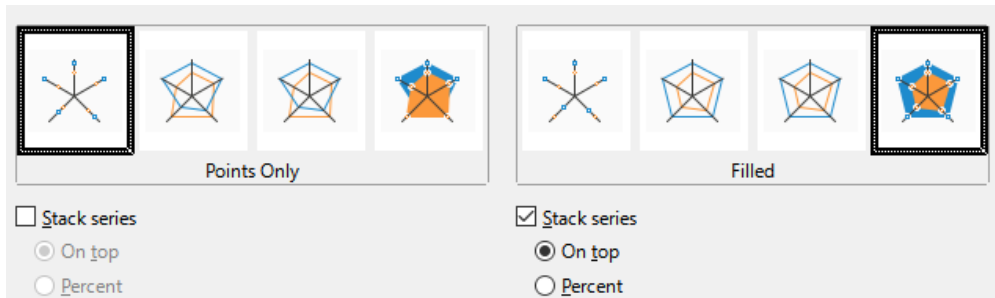 Points Only
Stack series
On top
Percent
Filled
Stack series
On top
Percent